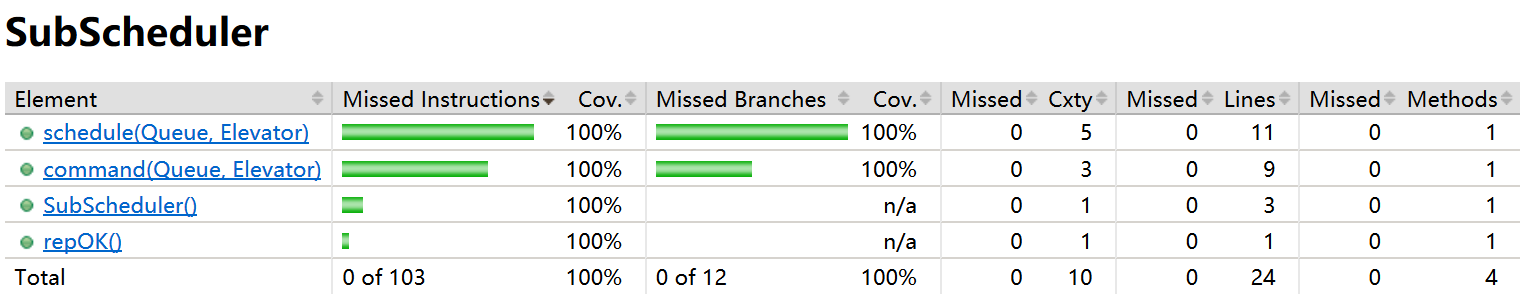 SubScheduler
Element Missed Instructions Cov. Missed Branches Cov. Missed Cxty Missed Lines Missed Methods
schedule(Queue, Elevator) 100% 100% 0 5 0 11 0 1
command(Queue, Elevator) 100% 100% 0 3 0 9 0 1
SubScheduler() 100% n/a 0 1 0 3 0 1
repOK() 100% n/a 0 1 0 1 0 1
Total 0 of 103 100% 0 of 12 100% 0 10 0 24 0 4